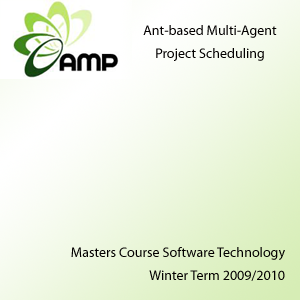 AMP
Ant-based Multi-Agent
Project Scheduling
Masters Course Software Technology
Winter Term 2009/2010